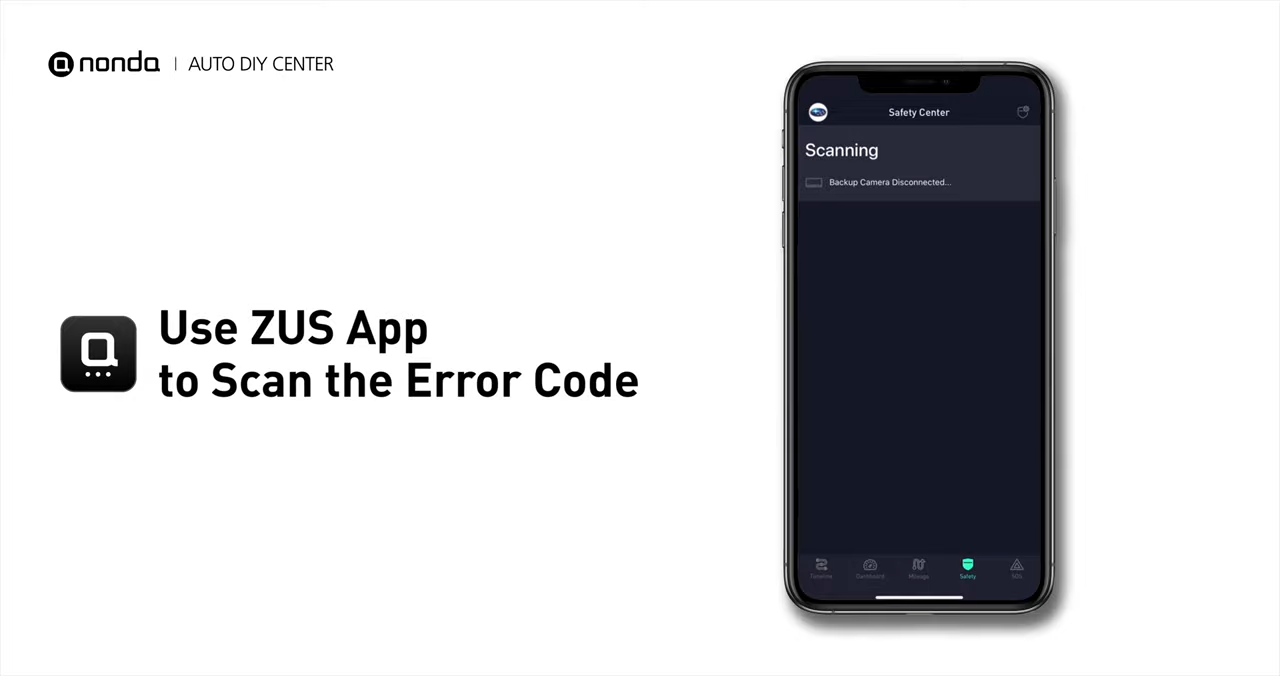 nonda | AUTO DIY CENTER
Use ZUS App
to Scan the Error Code
Safety Center
Scanning
Backup Camera Disconnected...
Timeline
Dashboard
Mileage
Safety
SOS